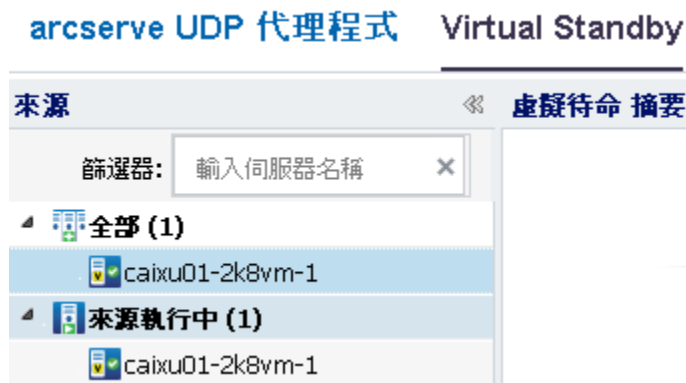 arcserve UDP 代理程式 Virtual Standby
來源 虛擬待命 摘要
篩選器: 輸入伺服器名稱
全部 (1)
caixu01-2k8vm-1
來源執行中 (1)
caixu01-2k8vm-1